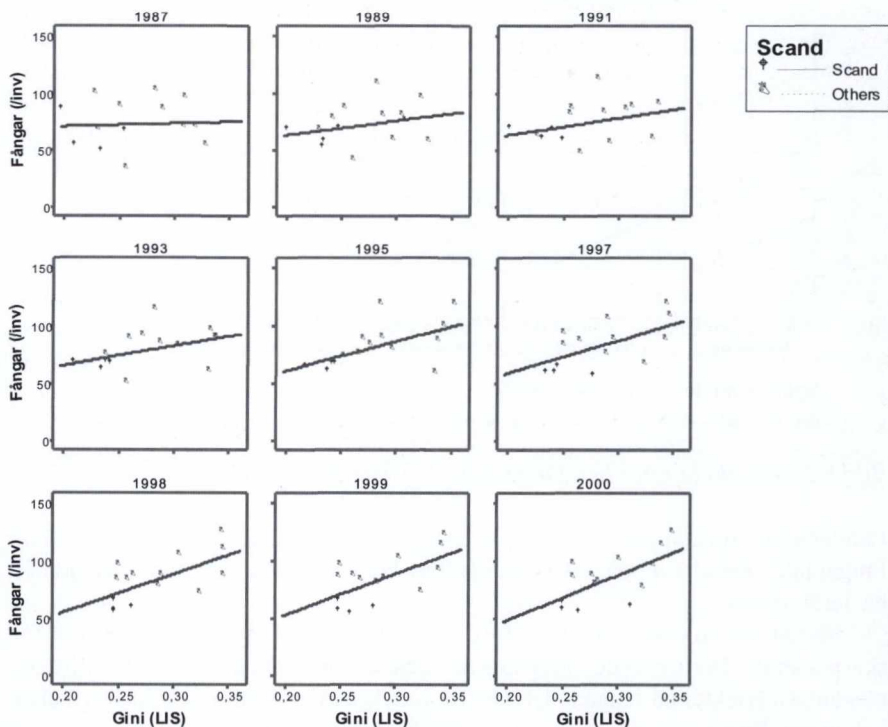 1987
1989
1991
Scand
Scand
Others
Fångar (/inv)
150
100
50
0
1993
1995
1997
Fångar (/inv)
150
100
50
0
1998
1999
2000
Fångar (/inv)
150
100
50
0
0,20 0,25 0,30 0,35
0,20 0,25 0,30 0,35
0,20 0,25 0,30 0,35
Gini (LIS)
Gini (LIS)
Gini (LIS)